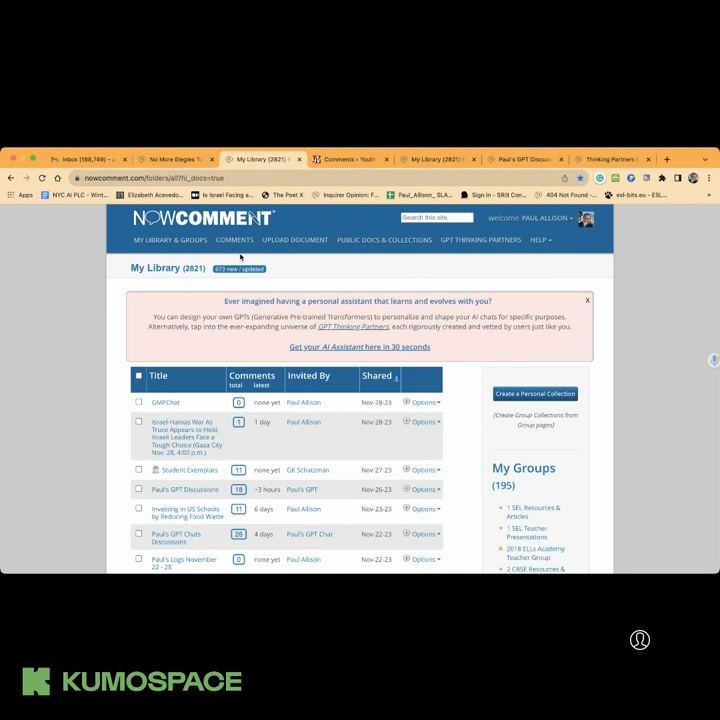 Inbox (188,749) - a
No More Elegies To
My Library (2821)
Comments ‹ Youth
My Library (2821)
Paul's GPT Discus
Thinking Partners
nowcomment.com/folders/all?hl_docs=true
Apps
NYC AI PLC - Wint...
Elizabeth Acevedo...
Is Israel Facing a...
The Poet X
Inquirer Opinion: F...
Paul_Allison_ SLA...
Sign In - SRIII Con...
404 Not Found -...
esl-bits.eu - ESL...
NOWCOMMENT
Search this site
welcome PAUL ALLISON
MY LIBRARY & GROUPS
COMMENTS
UPLOAD DOCUMENT
PUBLIC DOCS & COLLECTIONS
GPT THINKING PARTNERS
HELP
My Library (2821)
673 new / updated
Ever imagined having a personal assistant that learns and evolves with you?
x
You can design your own GPTs (Generative Pre-trained Transformers) to personalize and shape your AI chats for specific purposes.
Alternatively, tap into the ever-expanding universe of GPT Thinking Partners, each rigorously created and vetted by users just like you.
Get your AI Assistant here in 30 seconds
Title
Comments
total latest
Invited By
Shared
GMPChat
0
none yet
Paul Allison
Nov-28-23
Options
Israel-Hamas War As
Truce Appears to Held,
Israeli Leaders Face a
Tough Choice (Gaza City
Nov. 28, 4:00 p.m.)
1
1 day
Paul Allison
Nov-28-23
Options
Student Exemplars
11
none yet
GK Schatzman
Nov-27-23
Options
Paul's GPT Discussions
18
~3 hours
Paul's GPT
Nov-26-23
Options
Investing in US Schools
by Reducing Food Waste
11
6 days
Paul Allison
Nov-23-23
Options
Paul's GPT Chats
Discussions
26
4 days
Paul's GPT Chat
Nov-22-23
Options
Paul's Logs November
22 - 28
0
none yet
Paul Allison
Nov-22-23
Options
Create a Personal Collection
(Create Group Collections from
Group pages)
My Groups
(195)
1 SEL Resources &
Articles
1 SEL Teacher
Presentations
2018 ELLs Academy
Teacher Group
2 CRSE Resources &
KUMOSPACE